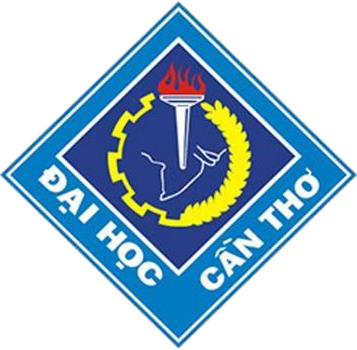 ĐẠI HỌC
CẦN THƠ